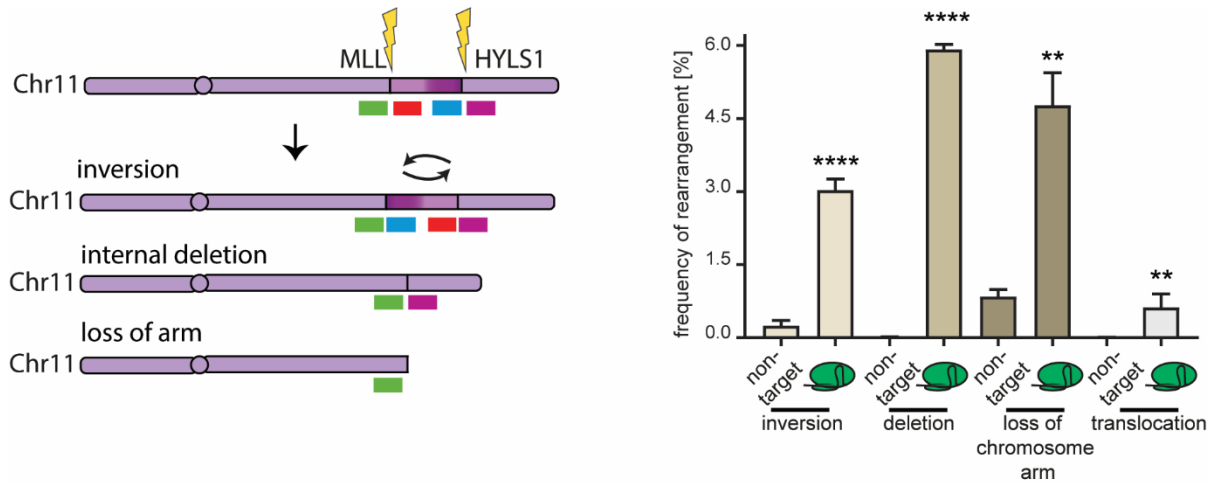 MLL HYLS1
Chr11
inversion
Chr11
internal deletion
Chr11
loss of arm
Chr11
frequency of rearrangement [%]
6.0
4.5
3.0
1.5
0.0
****
****
**
**
non-
target
non-
target
non-
target
non-
target
inversion
deletion
loss of
chromosome
arm
translocation